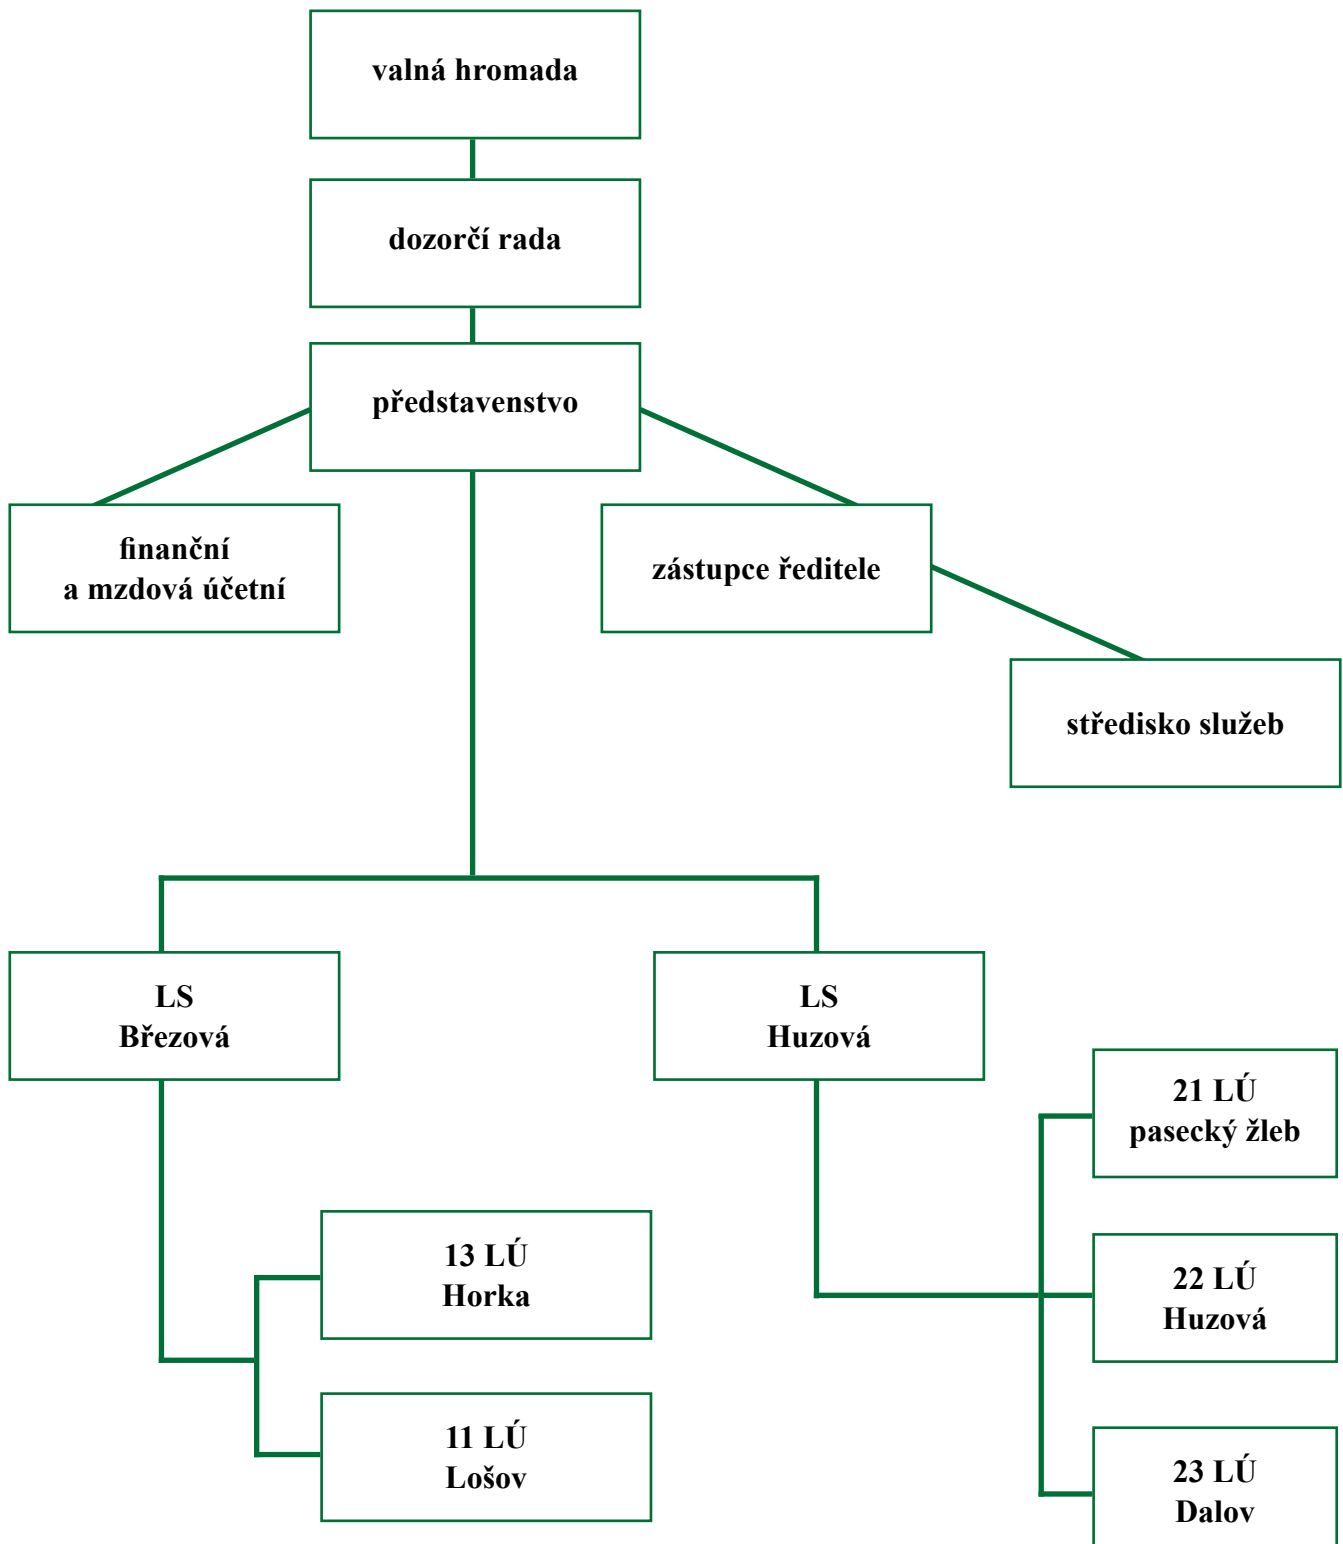 valná hromada
dozorčí rada
představenstvo
finanční
a mzdová účetní
zástupce ředitele
středisko služeb
LS
Březová
LS
Huzová
21 LÚ
pasecký žleb
13 LÚ
Horka
22 LÚ
Huzová
11 LÚ
Lošov
23 LÚ
Dalov